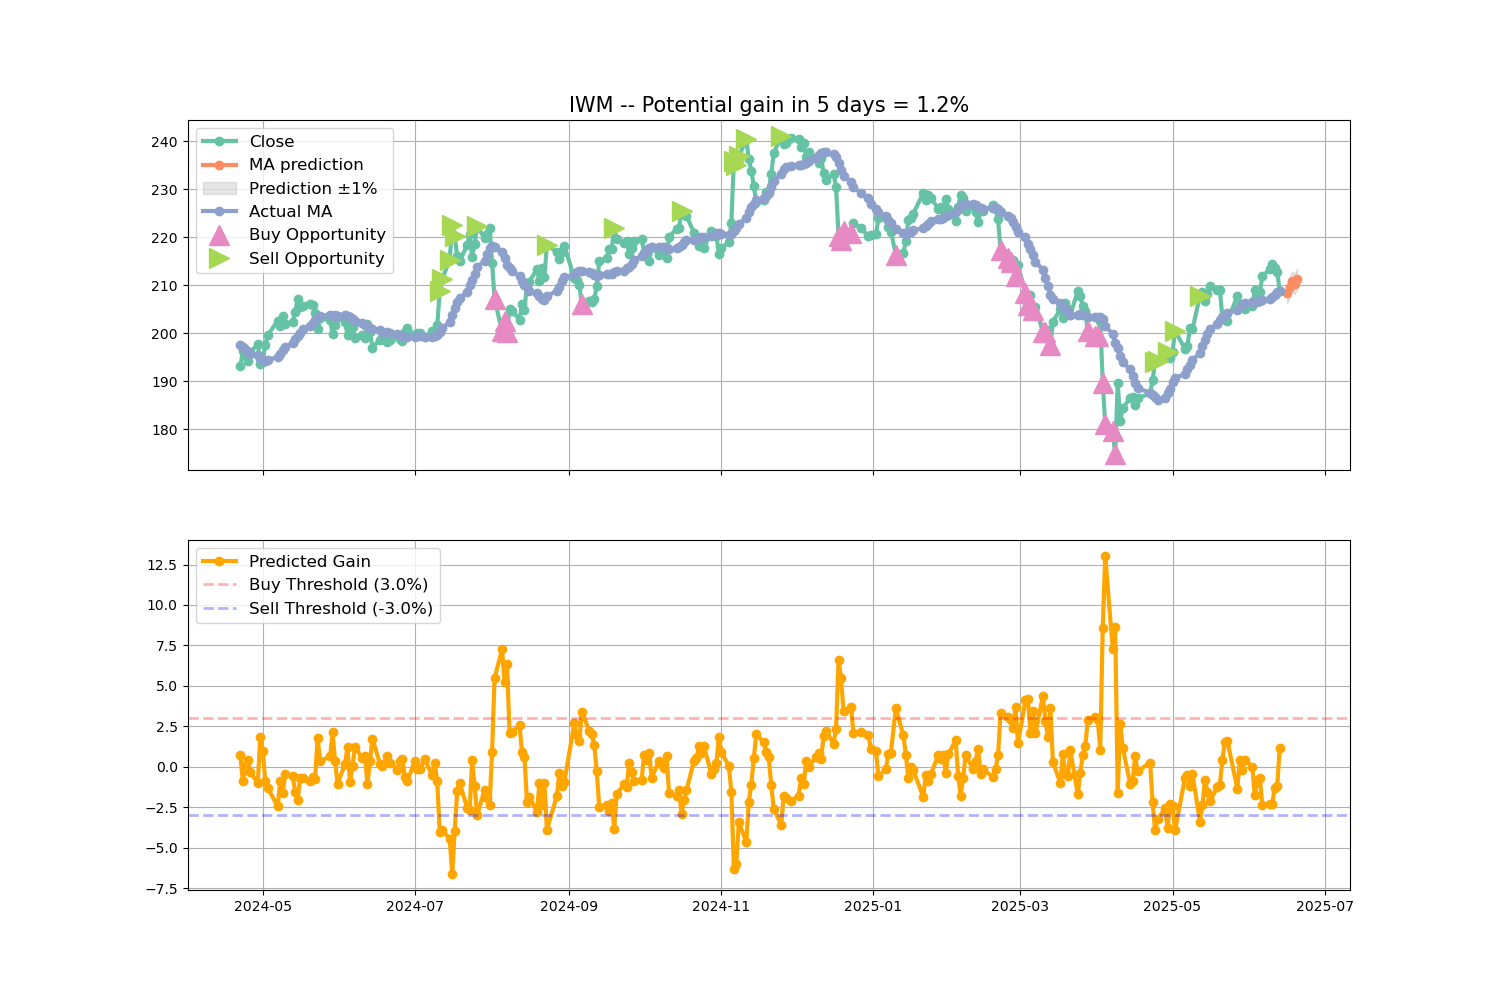 IWM -- Potential gain in 5 days = 1.2%
240
230
220
210
200
190
180
Close
MA prediction
Prediction ±1%
Actual MA
Buy Opportunity
Sell Opportunity
12.5
10.0
7.5
5.0
2.5
0.0
−2.5
−5.0
−7.5
Predicted Gain
Buy Threshold (3.0%)
Sell Threshold (-3.0%)
2024-05
2024-07
2024-09
2024-11
2025-01
2025-03
2025-05
2025-07